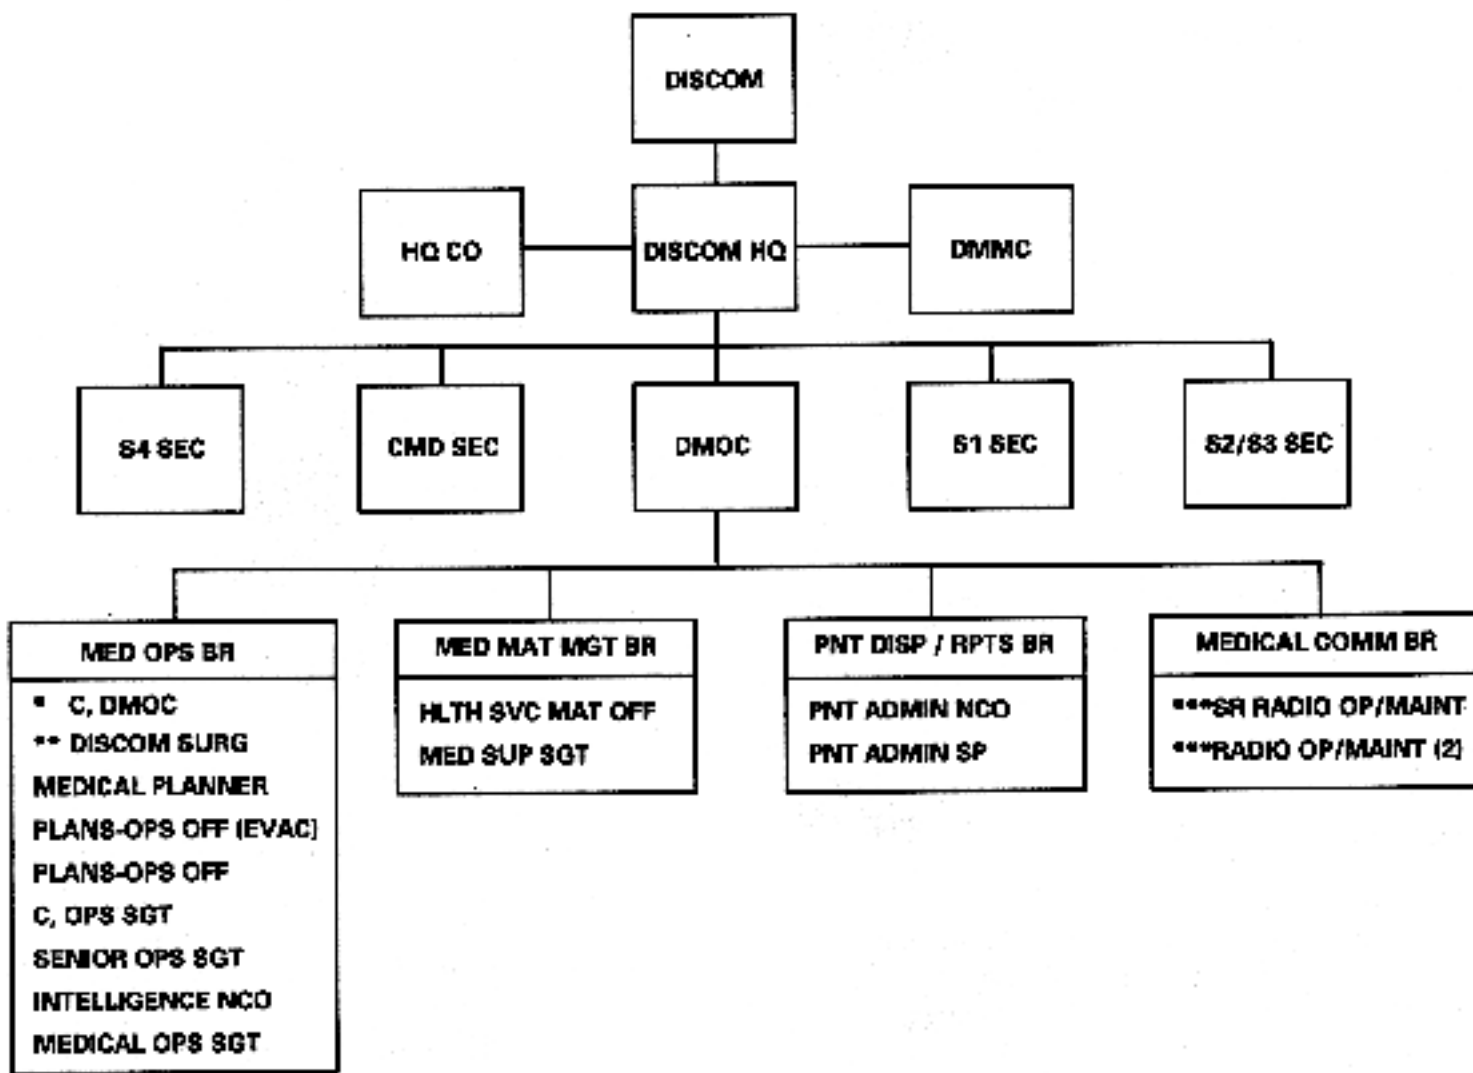 DISCOM
HQ CO
DISCOM HQ
DMMC
S4 SEC
CMD SEC
DMOC
S1 SEC
S2/S3 SEC
MED OPS BR
* C, DMOC
** DISCOM SURG
MEDICAL PLANNER
PLANS-OPS OFF (EVAC)
PLANS-OPS OFF
C, OPS SGT
SENIOR OPS SGT
INTELLIGENCE NCO
MEDICAL OPS SGT
MED MAT MGT BR
HLTH SVC MAT OFF
MED SUP SGT
PNT DISP / RPTS BR
PNT ADMIN NCO
PNT ADMIN SP
MEDICAL COMM BR
***SR RADIO OP/MAINT
***RADIO OP/MAINT (2)